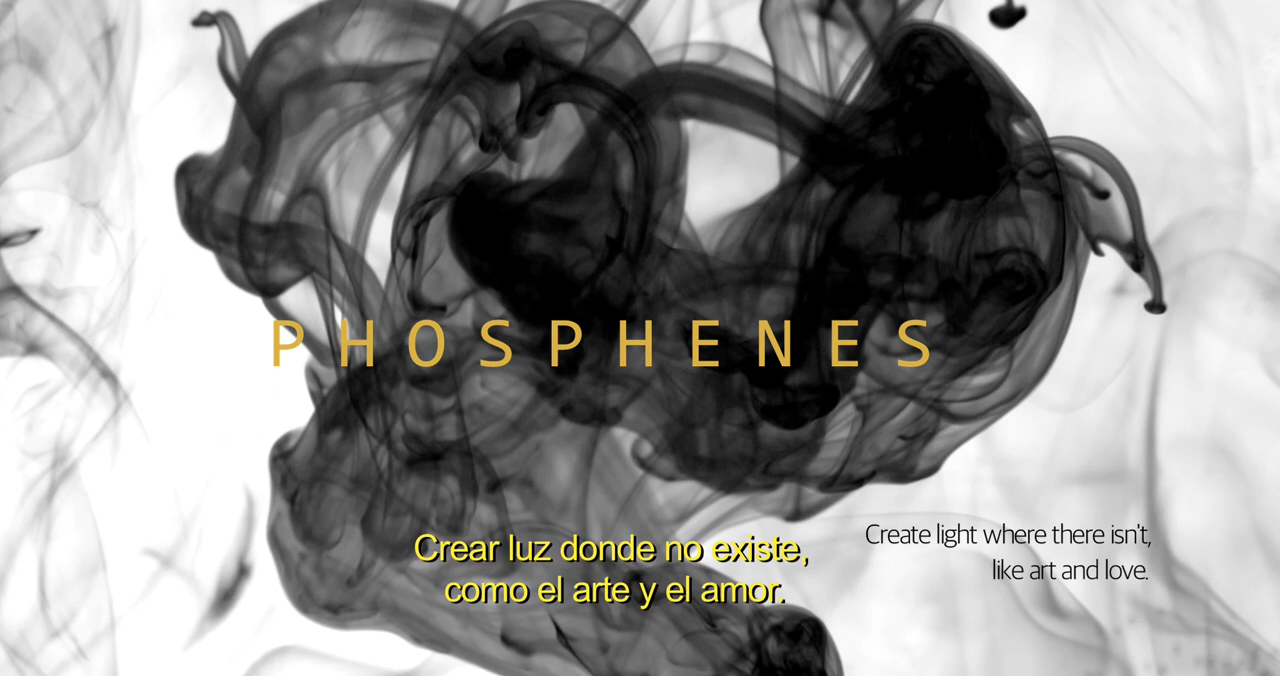 PHOSPHENES
Crear luz donde no existe,
como el arte y el amor.
Create light where there isn't,
like art and love.